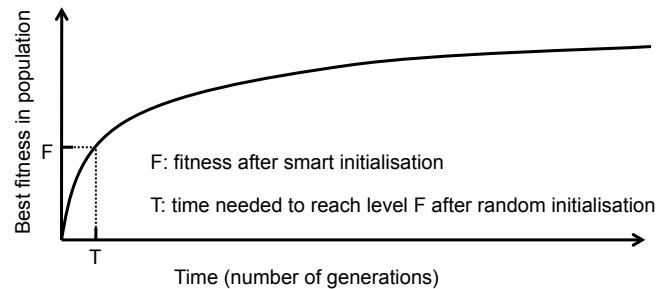 Best fitness in population
F
F: fitness after smart initialisation
T: time needed to reach level F after random initialisation
T
Time (number of generations)